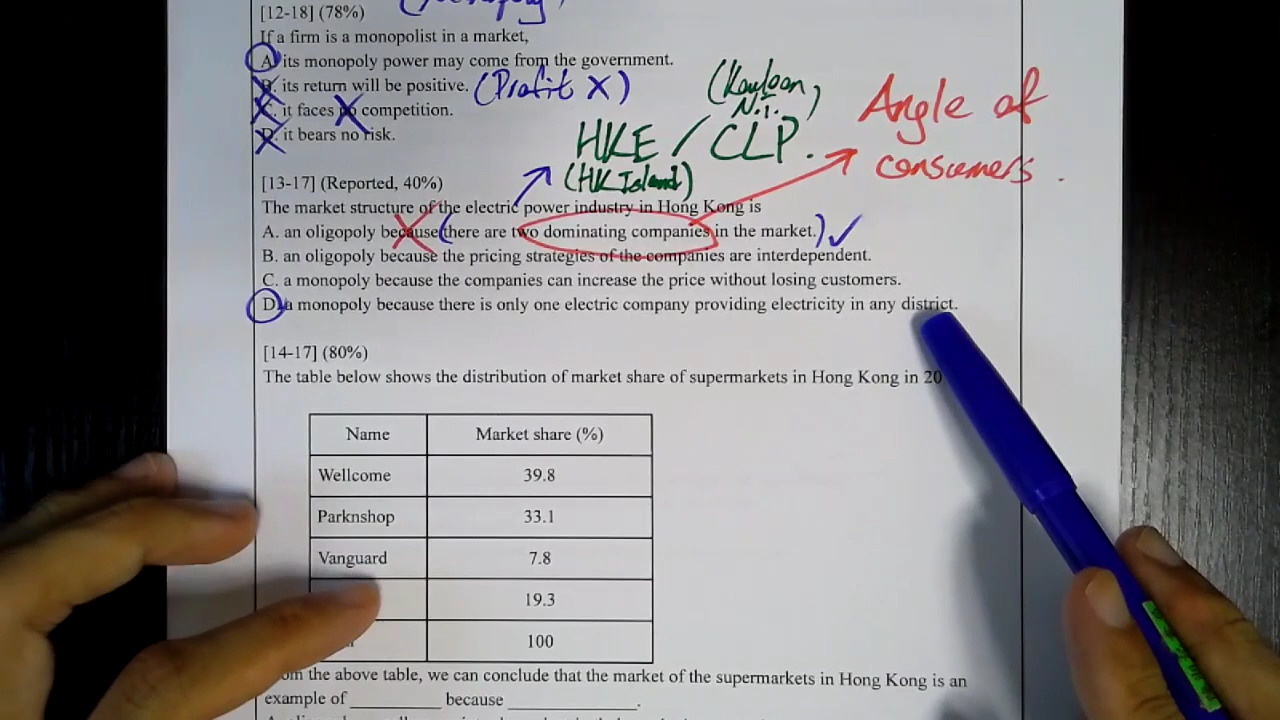 [12-18] (78%)
If a firm is a monopolist in a market,
A. its monopoly power may come from the government.
B. its return will be positive. (Profit X)
C. it faces no competition.
D. it bears no risk.
(Kowloon, N.I.)
HKE / CLP.
(HK Island)
Angle of
consumers.
[13-17] (Reported, 40%)
The market structure of the electric power industry in Hong Kong is
A. an oligopoly because (there are two dominating companies in the market.)
B. an oligopoly because the pricing strategies of the companies are interdependent.
C. a monopoly because the companies can increase the price without losing customers.
D. a monopoly because there is only one electric company providing electricity in any district.
[14-17] (80%)
The table below shows the distribution of market share of supermarkets in Hong Kong in 20
Name Market share (%)
Wellcome 39.8
Parknshop 33.1
Vanguard 7.8
19.3
100
the above table, we can conclude that the market of the supermarkets in Hong Kong is an
example of ________ because ____________.